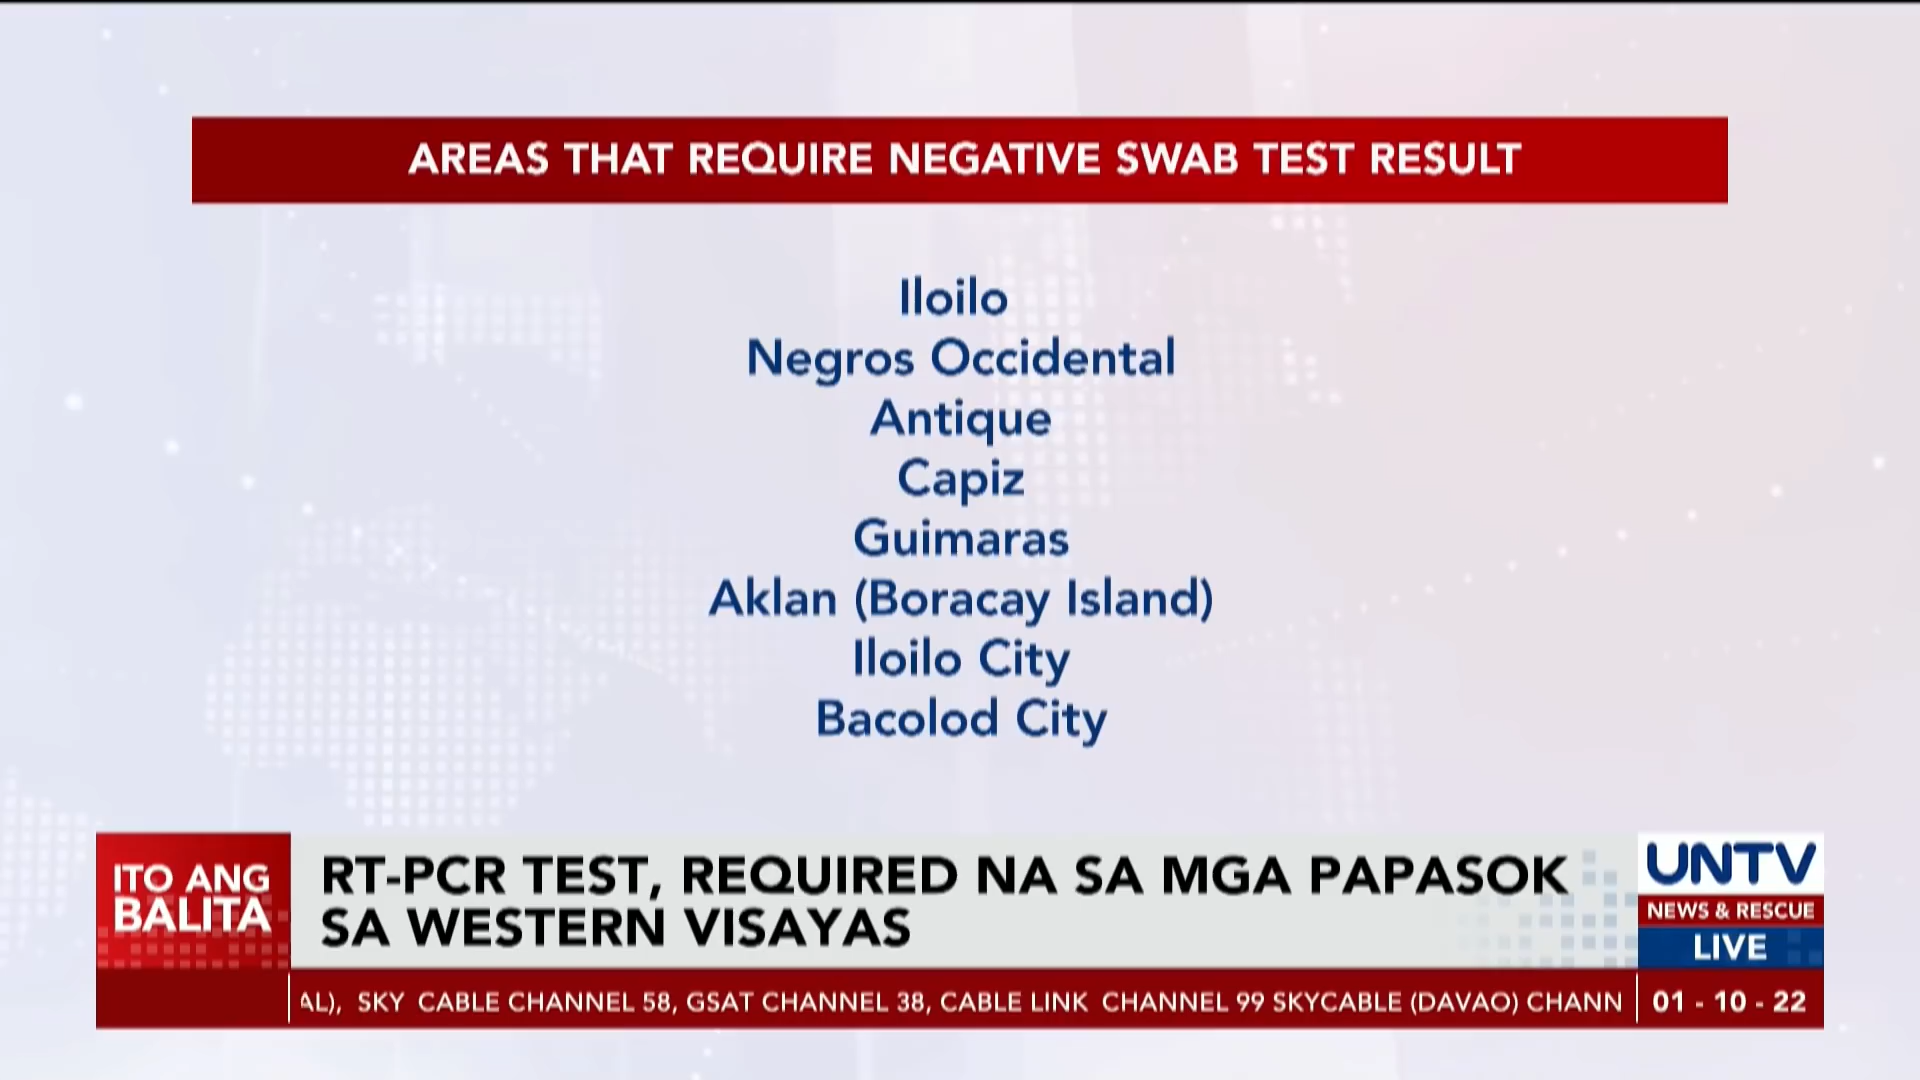 AREAS THAT REQUIRE NEGATIVE SWAB TEST RESULT
Iloilo
Negros Occidental
Antique
Capiz
Guimaras
Aklan (Boracay Island)
Iloilo City
Bacolod City
ITO ANG
BALITA
RT-PCR TEST, REQUIRED NA SA MGA PAPASOK
SA WESTERN VISAYAS
UNTV
NEWS & RESCUE
LIVE
AL), SKY CABLE CHANNEL 58, GSAT CHANNEL 38, CABLE LINK CHANNEL 99 SKYCABLE (DAVAO) CHANN
01 - 10 - 22